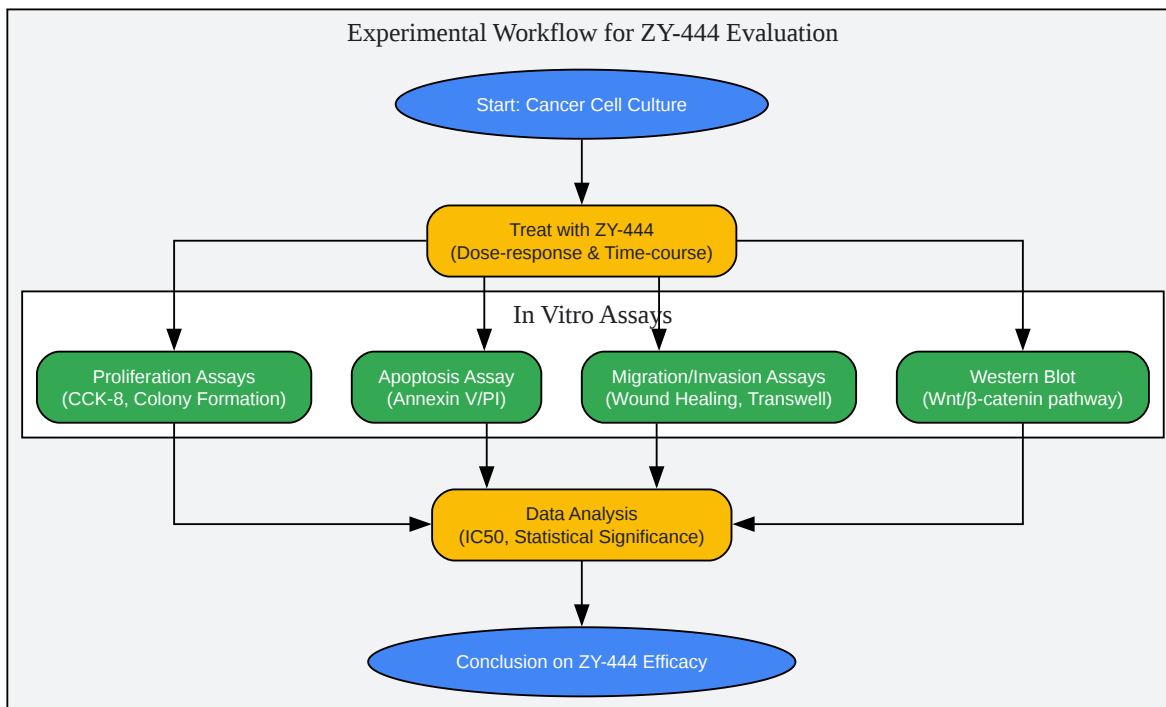 Experimental Workflow for ZY-444 Evaluation
Start: Cancer Cell Culture
Treat with ZY-444
(Dose-response & Time-course)
In Vitro Assays
Proliferation Assays
(CCK-8, Colony Formation)
Apoptosis Assay
(Annexin V/PI)
Migration/Invasion Assays
(Wound Healing, Transwell)
Western Blot
(Wnt/β-catenin pathway)
Data Analysis
(IC50, Statistical Significance)
Conclusion on ZY-444 Efficacy